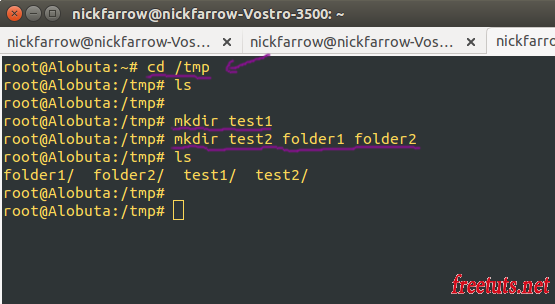 nickfarrow@nickfarrow-Vostro-3500: ~
nickfarrow@nickfarrow-Vos... × nickfarrow@nickfarrow-Vos... × nickfarrow
root@Alobuta:~# cd /tmp
root@Alobuta:/tmp# ls
root@Alobuta:/tmp#
root@Alobuta:/tmp# mkdir test1
root@Alobuta:/tmp# mkdir test2 folder1 folder2
root@Alobuta:/tmp# ls
folder1/  folder2/  test1/  test2/
root@Alobuta:/tmp#
root@Alobuta:/tmp#
freetuts.net